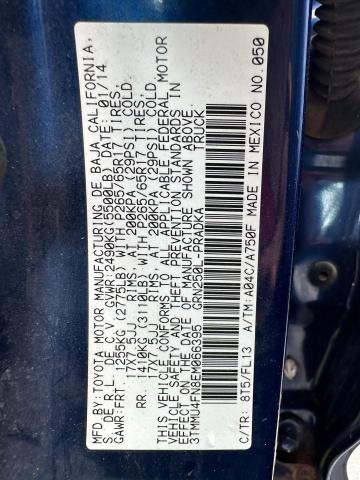 MFD.BY:TOYOTA MOTOR MANUFACTURING DE BAJA CALIFORNIA,
S. DE R.L. DE C.V. GVWR:2490KG(5500LB) DATE: 01/14
GAWR:FRT. 1255KG (2775LB) WITH P265/65R17 TIRES,
17X7.5JJ RIMS, AT 200KPA (29PSI) COLD.
RR. 1410KG(3110LB) WITH P265/65R17 TIRES,
17X7.5JJ RIMS, AT 200KPA (29PSI) COLD.
THIS VEHICLE CONFORMS TO ALL APPLICABLE FEDERAL MOTOR
VEHICLE SAFETY AND THEFT PREVENTION STANDARDS IN
EFFECT ON THE DATE OF MANUFACTURE SHOWN ABOVE.
3TMMU4FN8EM066395 GRN250L-PRADKA TRUCK
C/TR: 8T5/FL13 A/TM:A04C/A750F MADE IN MEXICO NO.050